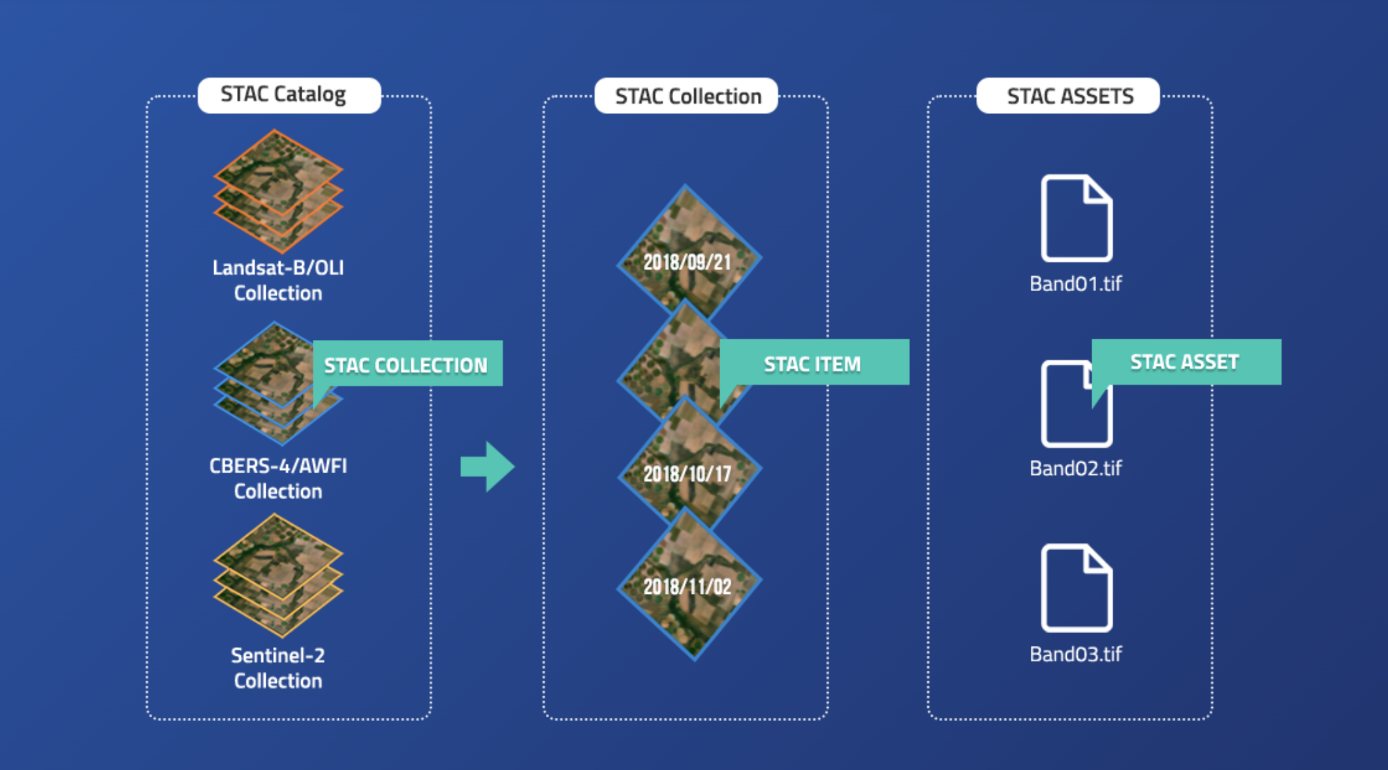 STAC Catalog
Landsat-B/OLI
Collection
STAC COLLECTION
CBERS-4/AWFI
Collection
Sentinel-2
Collection
STAC Collection
2018/09/21
STAC ITEM
2018/10/17
2018/11/02
STAC ASSETS
Band01.tif
STAC ASSET
Band02.tif
Band03.tif